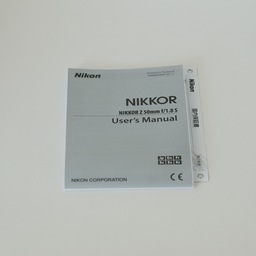 Nikon
NIKKOR
NIKKOR Z 50mm f/1.8 S
User's Manual
NIKON CORPORATION
CE
Nikon